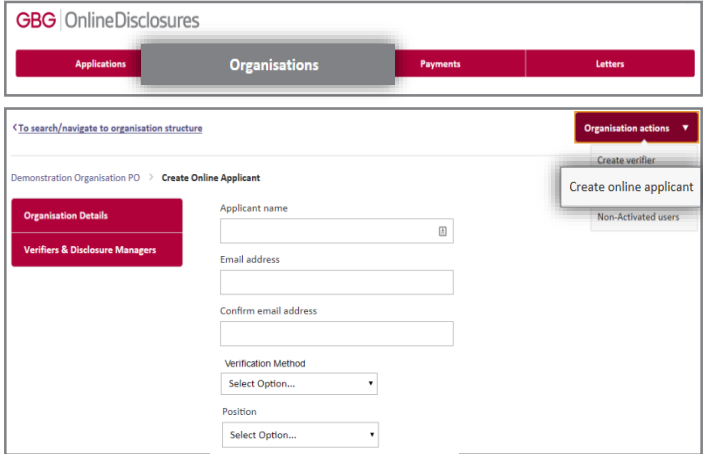 GBG OnlineDisclosures
Applications Organisations Payments Letters
<To search/navigate to organisation structure
Organisation actions ▼
Create verifier
Create online applicant
Non-Activated users
Demonstration Organisation PO > Create Online Applicant
Organisation Details
Verifiers & Disclosure Managers
Applicant name
Email address
Confirm email address
Verification Method
Select Option...
Position
Select Option...